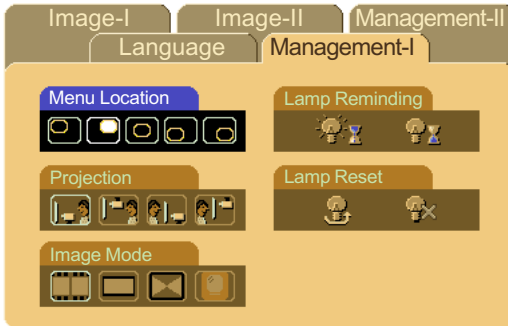 Image-I Image-II Management-II
Language Management-I
Menu Location Lamp Reminding
Projection Lamp Reset
Image Mode